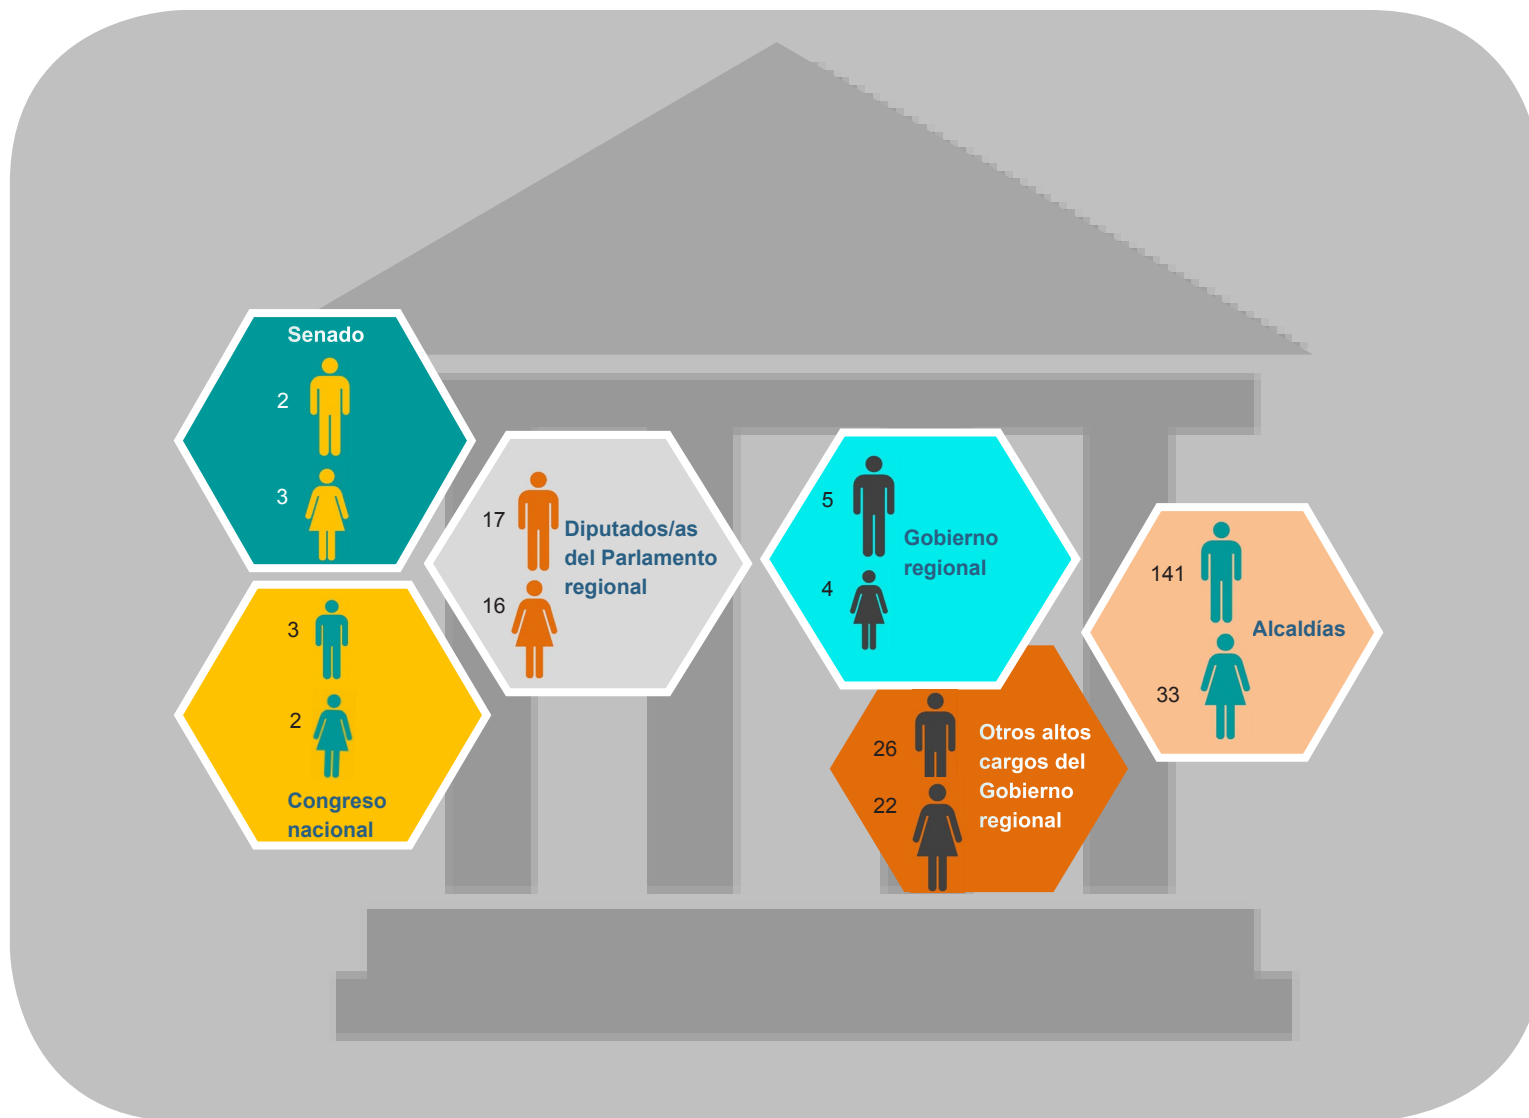 Senado
2
3
3
2
Congreso
nacional
17
16
Diputados/as
del Parlamento
regional
5
4
Gobierno
regional
26
22
Otros altos
cargos del
Gobierno
regional
141
33
Alcaldías